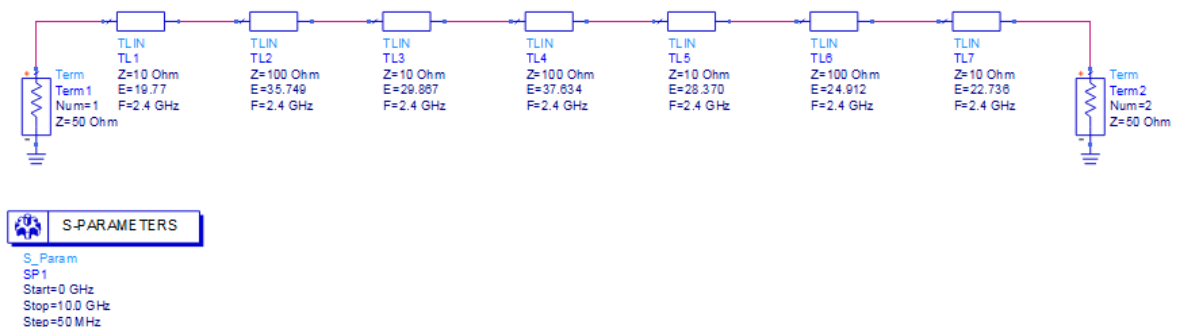 TLIN
TL1
Z=10 Ohm
E=19.77
F=2.4 GHz
TLIN
TL2
Z=100 Ohm
E=35.749
F=2.4 GHz
TLIN
TL3
Z=10 Ohm
E=29.867
F=2.4 GHz
TLIN
TL4
Z=100 Ohm
E=37.634
F=2.4 GHz
TLIN
TL5
Z=10 Ohm
E=28.370
F=2.4 GHz
TLIN
TL6
Z=100 Ohm
E=24.912
F=2.4 GHz
TLIN
TL7
Z=10 Ohm
E=22.736
F=2.4 GHz
Term
Term1
Num=1
Z=50 Ohm
Term
Term2
Num=2
Z=50 Ohm
S-PARAMETERS
S_Param
SP1
Start=0 GHz
Stop=10.0 GHz
Step=50 MHz